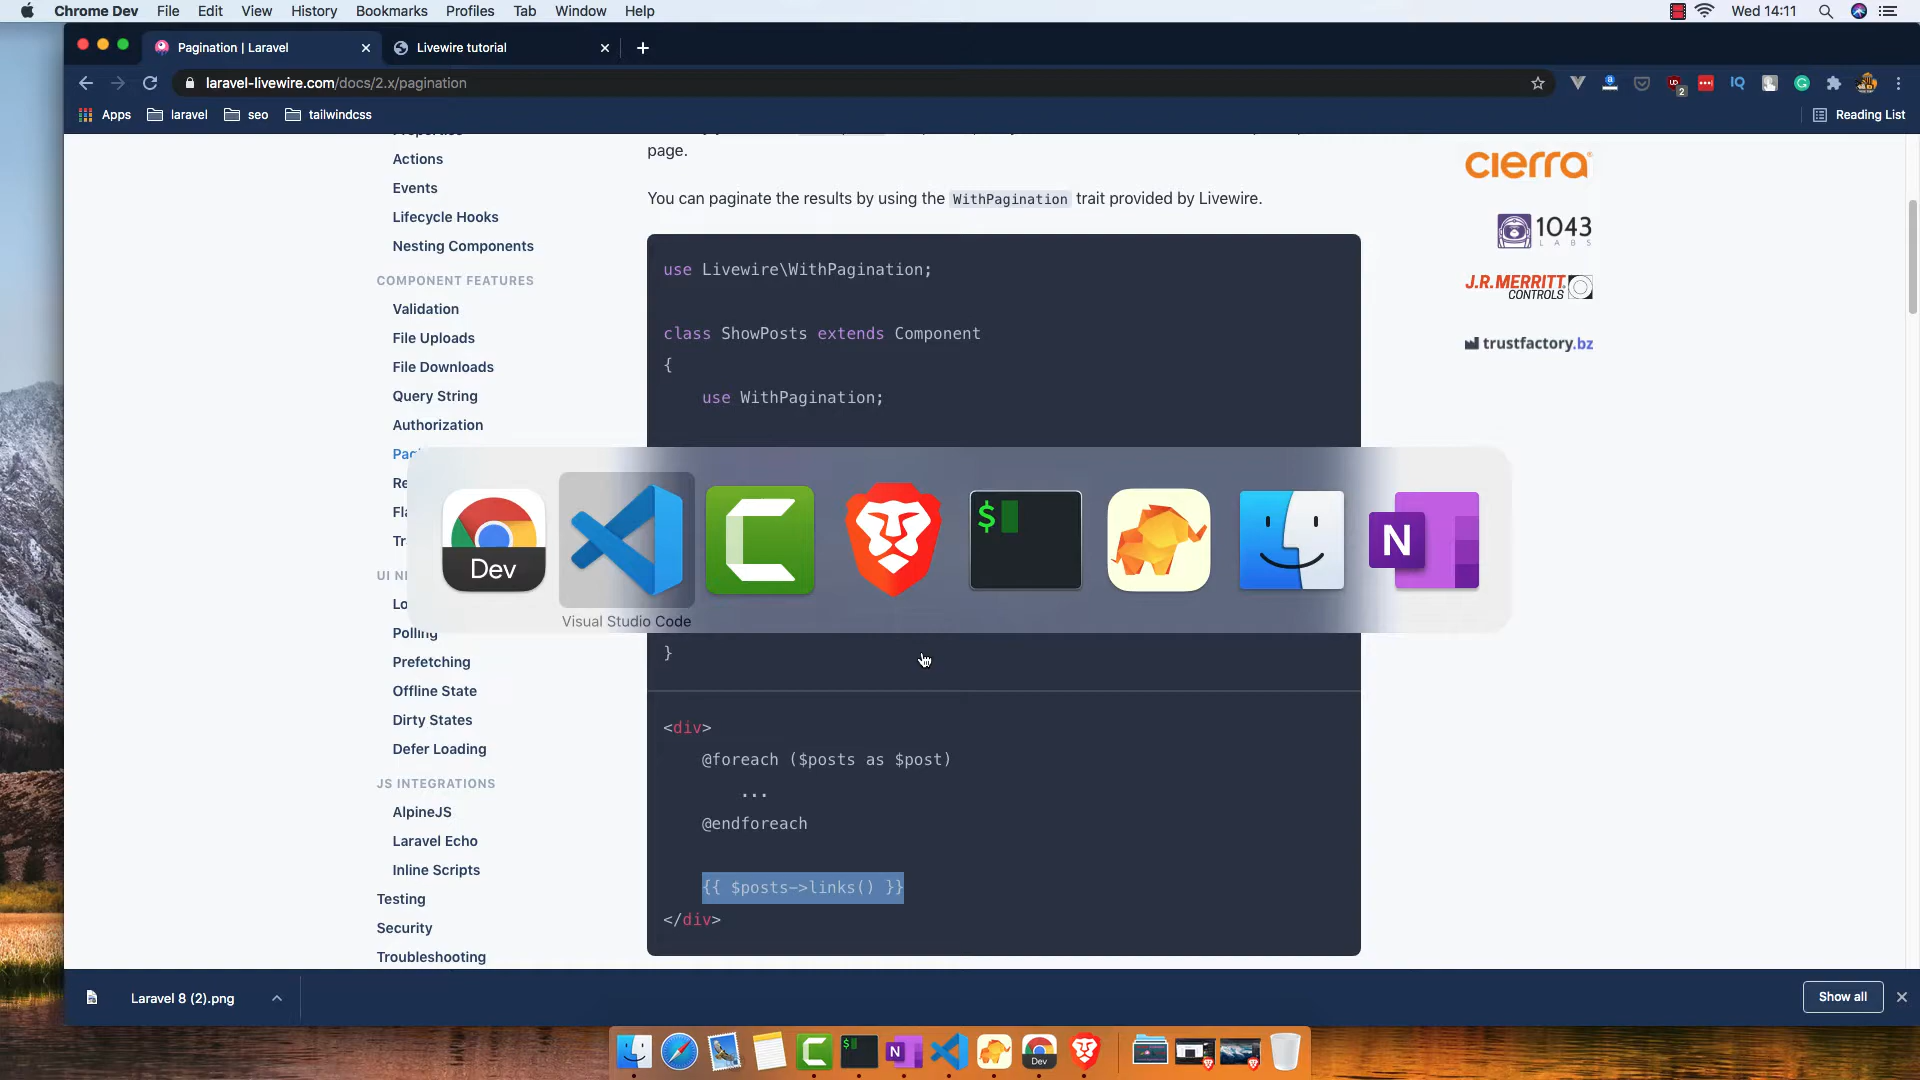 Chrome Dev File Edit View History Bookmarks Profiles Tab Window Help Wed 14:11
Pagination | Laravel
Livewire tutorial
laravel-livewire.com/docs/2.x/pagination
Apps laravel seo tailwindcss Reading List
Actions
Events
Lifecycle Hooks
Nesting Components
COMPONENT FEATURES
Validation
File Uploads
File Downloads
Query String
Authorization
Polling
Prefetching
Offline State
Dirty States
Defer Loading
JS INTEGRATIONS
AlpineJS
Laravel Echo
Inline Scripts
Testing
Security
Troubleshooting
page.
You can paginate the results by using the WithPagination trait provided by Livewire.
use Livewire\WithPagination;
class ShowPosts extends Component
{
use WithPagination;
}
<div>
@foreach ($posts as $post)
...
@endforeach
{{ $posts->links() }}
</div>
cierra
1043
LABS
J.R.MERRITT
CONTROLS
trustfactory.bz
Dev
$
N
Visual Studio Code
Laravel 8 (2).png
Show all